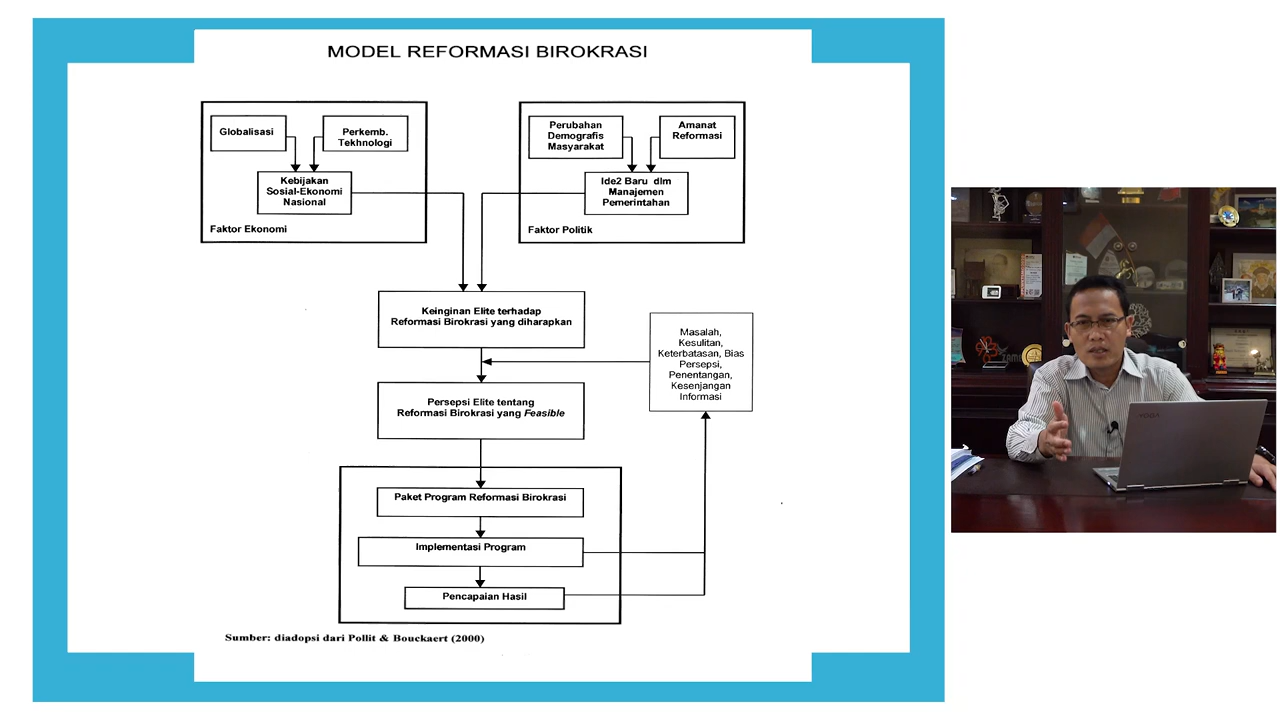 MODEL REFORMASI BIROKRASI
Globalisasi
Perkemb.
Tekhnologi
Kebijakan
Sosial-Ekonomi
Nasional
Faktor Ekonomi
Perubahan
Demografis
Masyarakat
Amanat
Reformasi
Ide2 Baru dlm
Manajemen
Pemerintahan
Faktor Politik
Keinginan Elite terhadap
Reformasi Birokrasi yang diharapkan
Masalah,
Kesulitan,
Keterbatasan, Bias
Persepsi,
Penentangan,
Kesenjangan
Informasi
Persepsi Elite tentang
Reformasi Birokrasi yang Feasible
Paket Program Reformasi Birokrasi
Implementasi Program
Pencapaian Hasil
Sumber: diadopsi dari Pollit & Bouckaert (2000)
YOGA